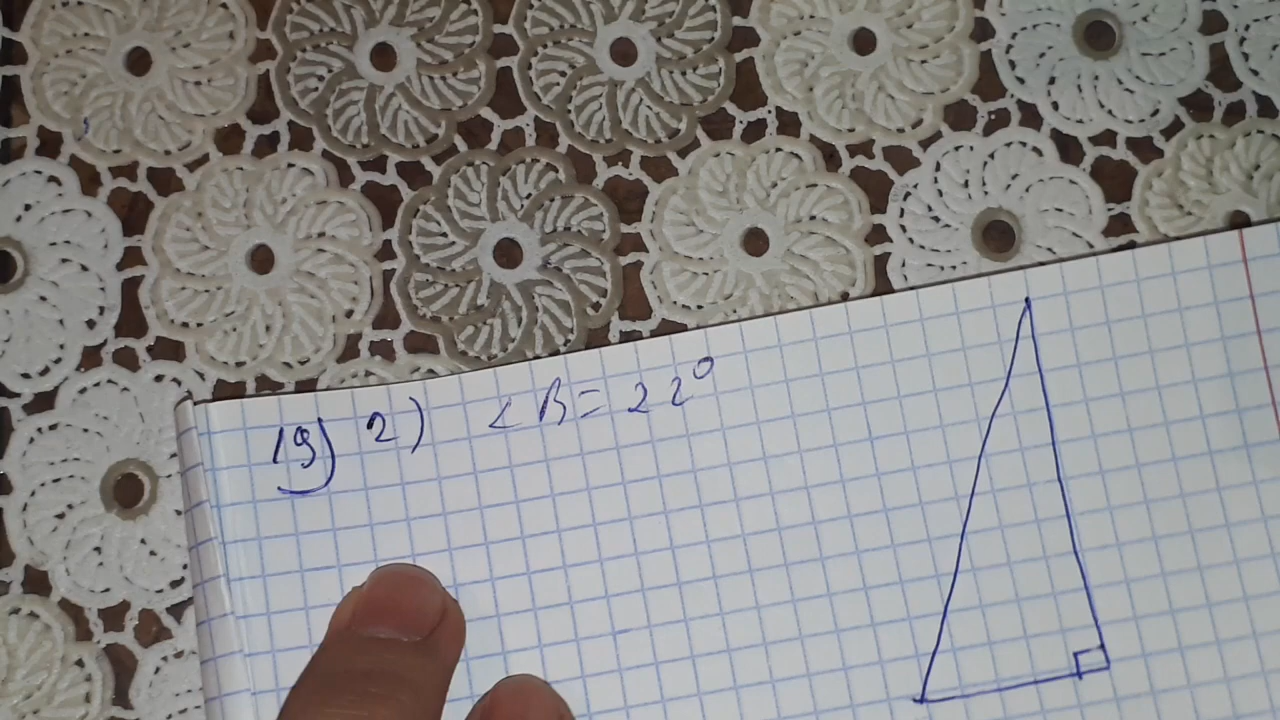 19) 2) ∠B = 22°